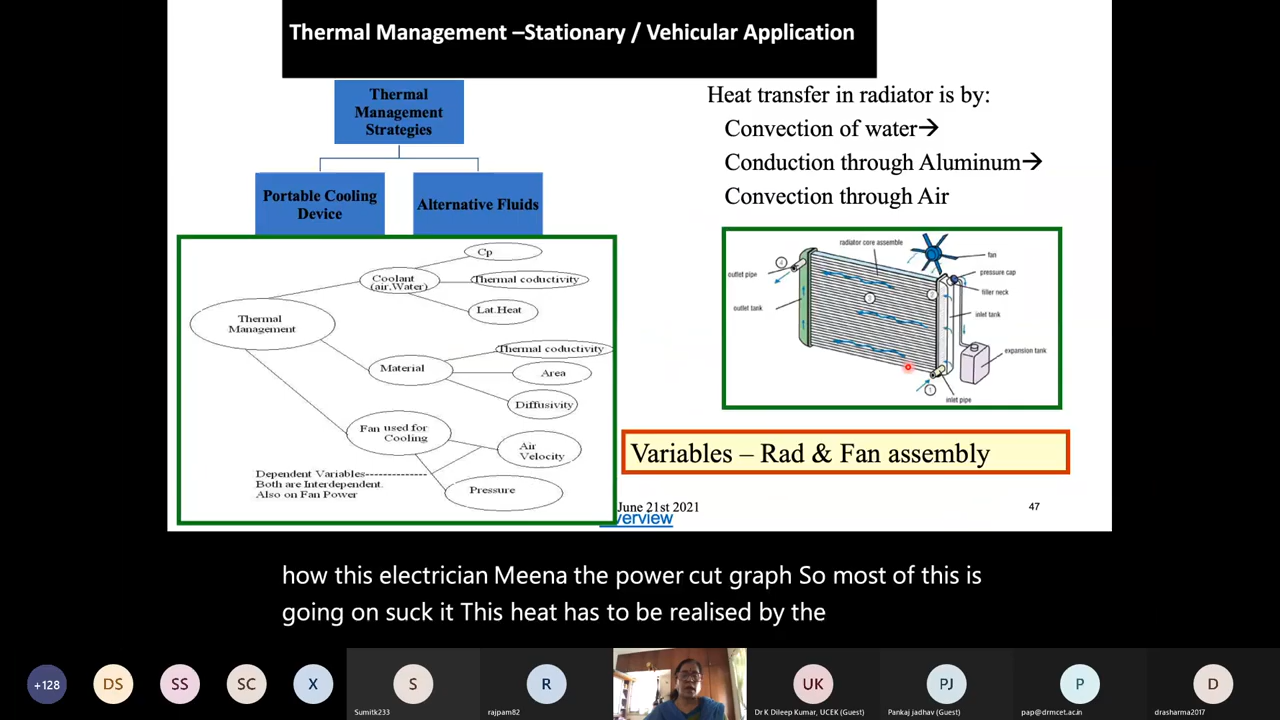 Thermal Management –Stationary / Vehicular Application
Thermal
Management
Strategies
Portable Cooling
Device
Alternative Fluids
Heat transfer in radiator is by:
Convection of water→
Conduction through Aluminum→
Convection through Air
Thermal
Management
Coolant
(air,Water)
Cp
Thermal coductivity
Lat.Heat
Material
Thermal coductivity
Area
Diffusivity
Fan used for
Cooling
Air
Velocity
Pressure
Dependent Variables--------------
Both are Interdependent.
Also on Fan Power
radiator core assemble
fan
pressure cap
filler neck
inlet tank
expansion tank
inlet pipe
outlet pipe
outlet tank
4
3
2
1
Variables – Rad & Fan assembly
June 21st 2021
47
verview
how this electrician Meena the power cut graph So most of this is
going on suck it This heat has to be realised by the
+128
DS
SS
SC
X
S
Sumitk233
R
rajpam82
UK
Dr K Dileep Kumar, UCEK (Guest)
PJ
Pankaj jadhav (Guest)
P
pap@drmcet.ac.in
D
drasharma2017